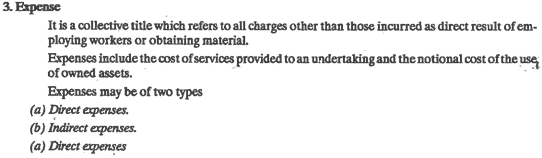 3. Expense
It is a collective title which refers to all charges other than those incurred as direct result of em-
ploying workers or obtaining material.
Expenses include the cost of services provided to an undertaking and the notional cost of the use
of owned assets.
Expenses may be of two types
(a) Direct expenses.
(b) Indirect expenses.
(a) Direct expenses